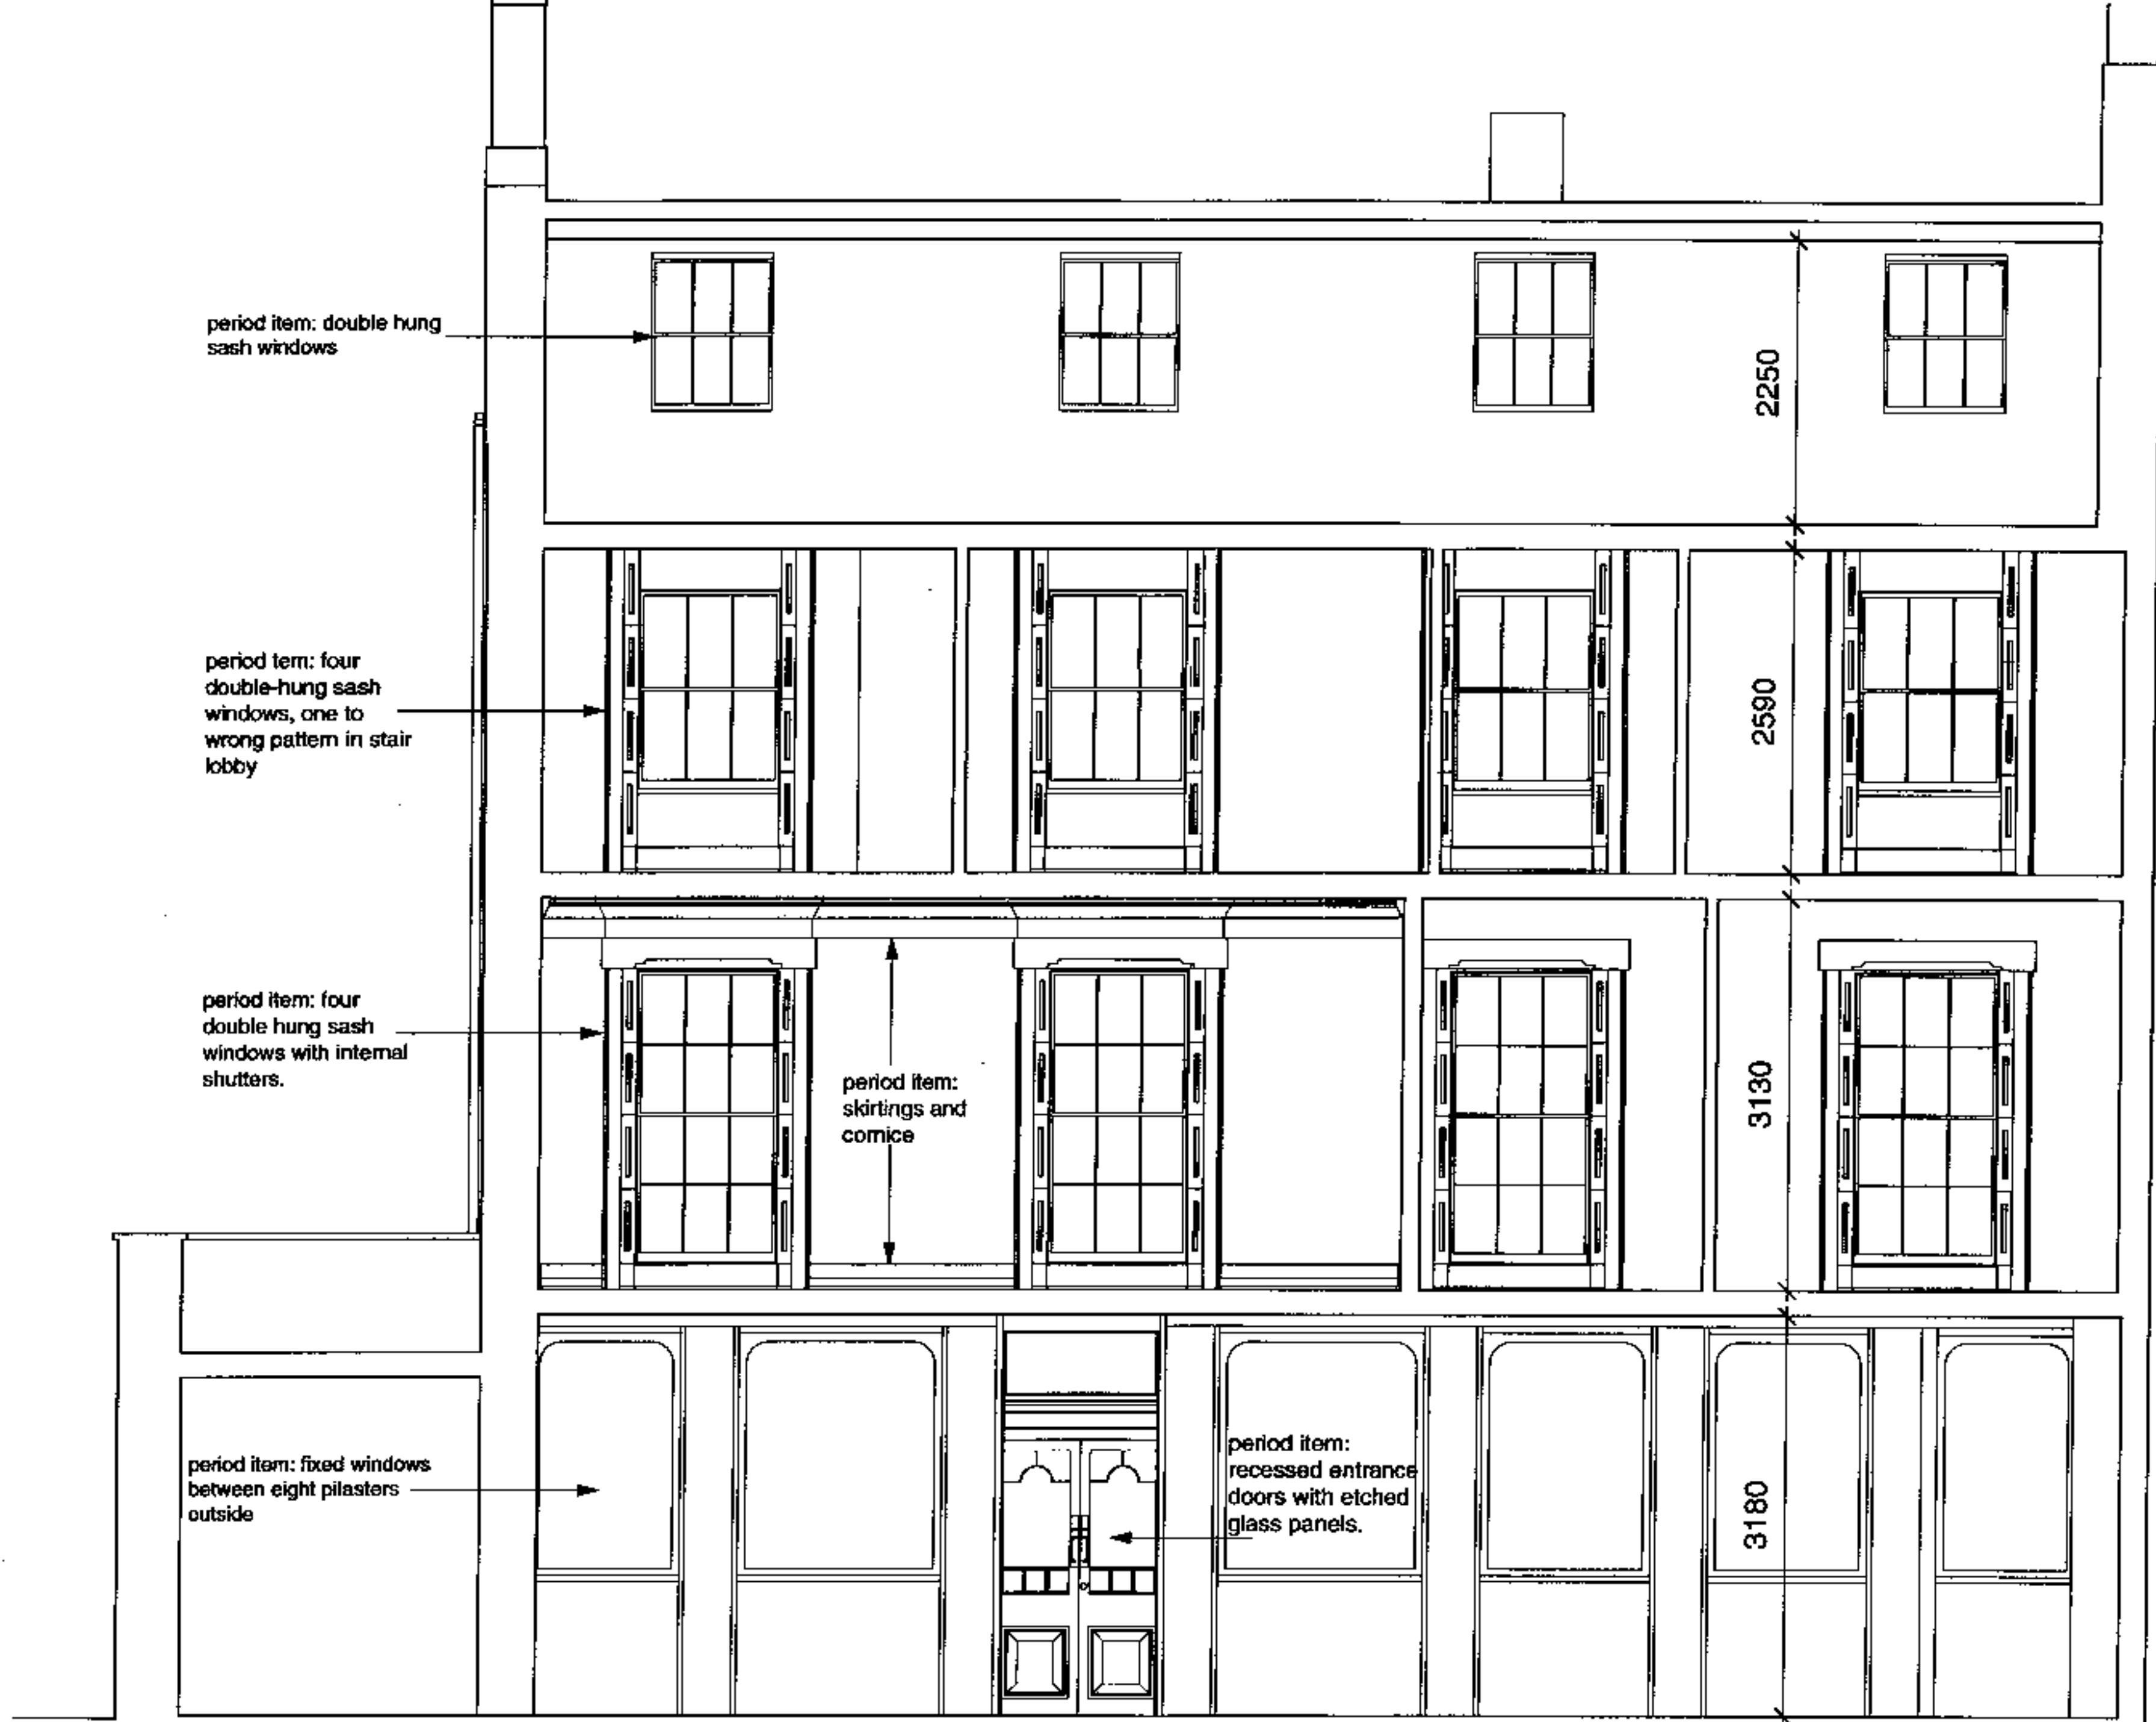 period item: double hung
sash windows
2250
period tem: four
double-hung sash
windows, one to
wrong pattern in stair
lobby
2590
period item: four
double hung sash
windows with internal
shutters.
period item:
skirtings and
cornice
3130
period item: fixed windows
between eight pilasters
outside
period item:
recessed entrance
doors with etched
glass panels.
3180